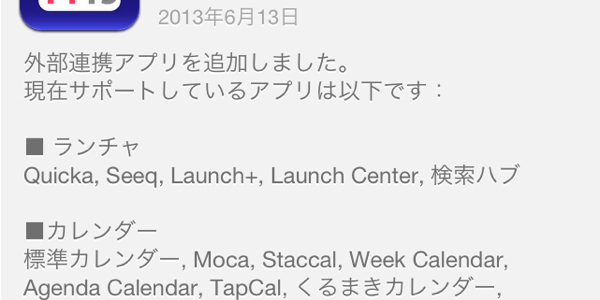 2013年6月13日
外部連携アプリを追加しました。
現在サポートしているアプリは以下です：
■ ランチャ
Quicka, Seeq, Launch+, Launch Center, 検索ハブ
■カレンダー
標準カレンダー, Moca, Staccal, Week Calendar,
Agenda Calendar, TapCal, くるまきカレンダー,